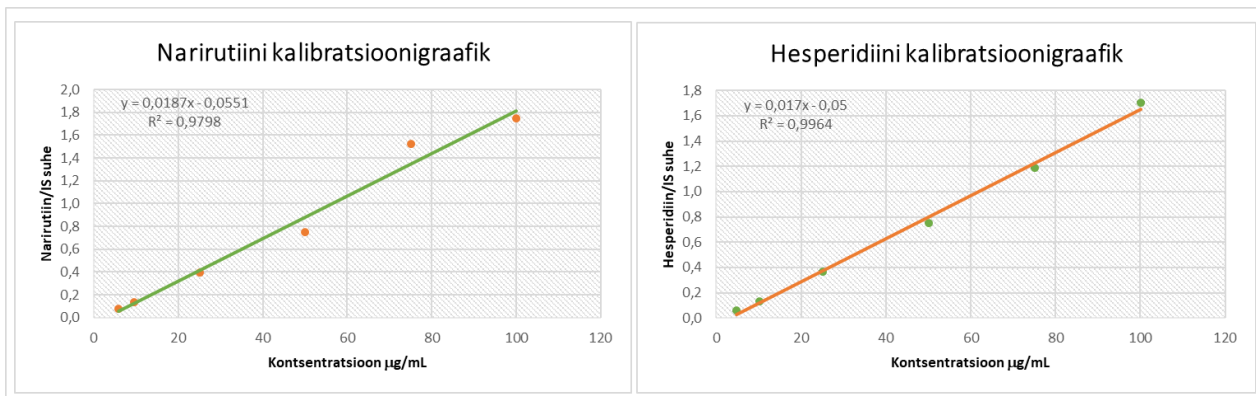 Narirutiini kalibratsioonigraafik
y = 0,0187x - 0,0551
R² = 0,9798
Narirutiin/IS suhe
2,0
1,8
1,6
1,4
1,2
1,0
0,8
0,6
0,4
0,2
0,0
0 20 40 60 80 100 120
Kontsentratsioon µg/mL
Hesperidiini kalibratsioonigraafik
y = 0,017x - 0,05
R² = 0,9964
Hesperidiin/IS suhe
1,8
1,6
1,4
1,2
1,0
0,8
0,6
0,4
0,2
0,0
0 20 40 60 80 100 120
Kontsentratsioon µg/mL